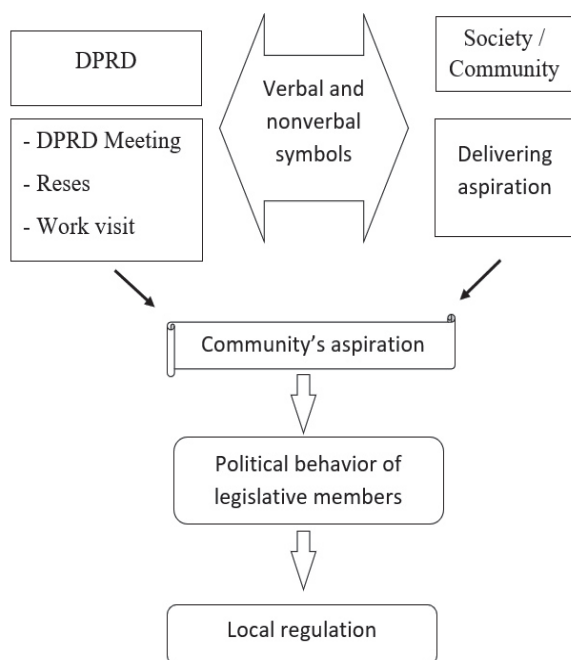 DPRD
- DPRD Meeting
- Reses
- Work visit
Verbal and
nonverbal
symbols
Society /
Community
Delivering
aspiration
Community’s aspiration
Political behavior of
legislative members
Local regulation